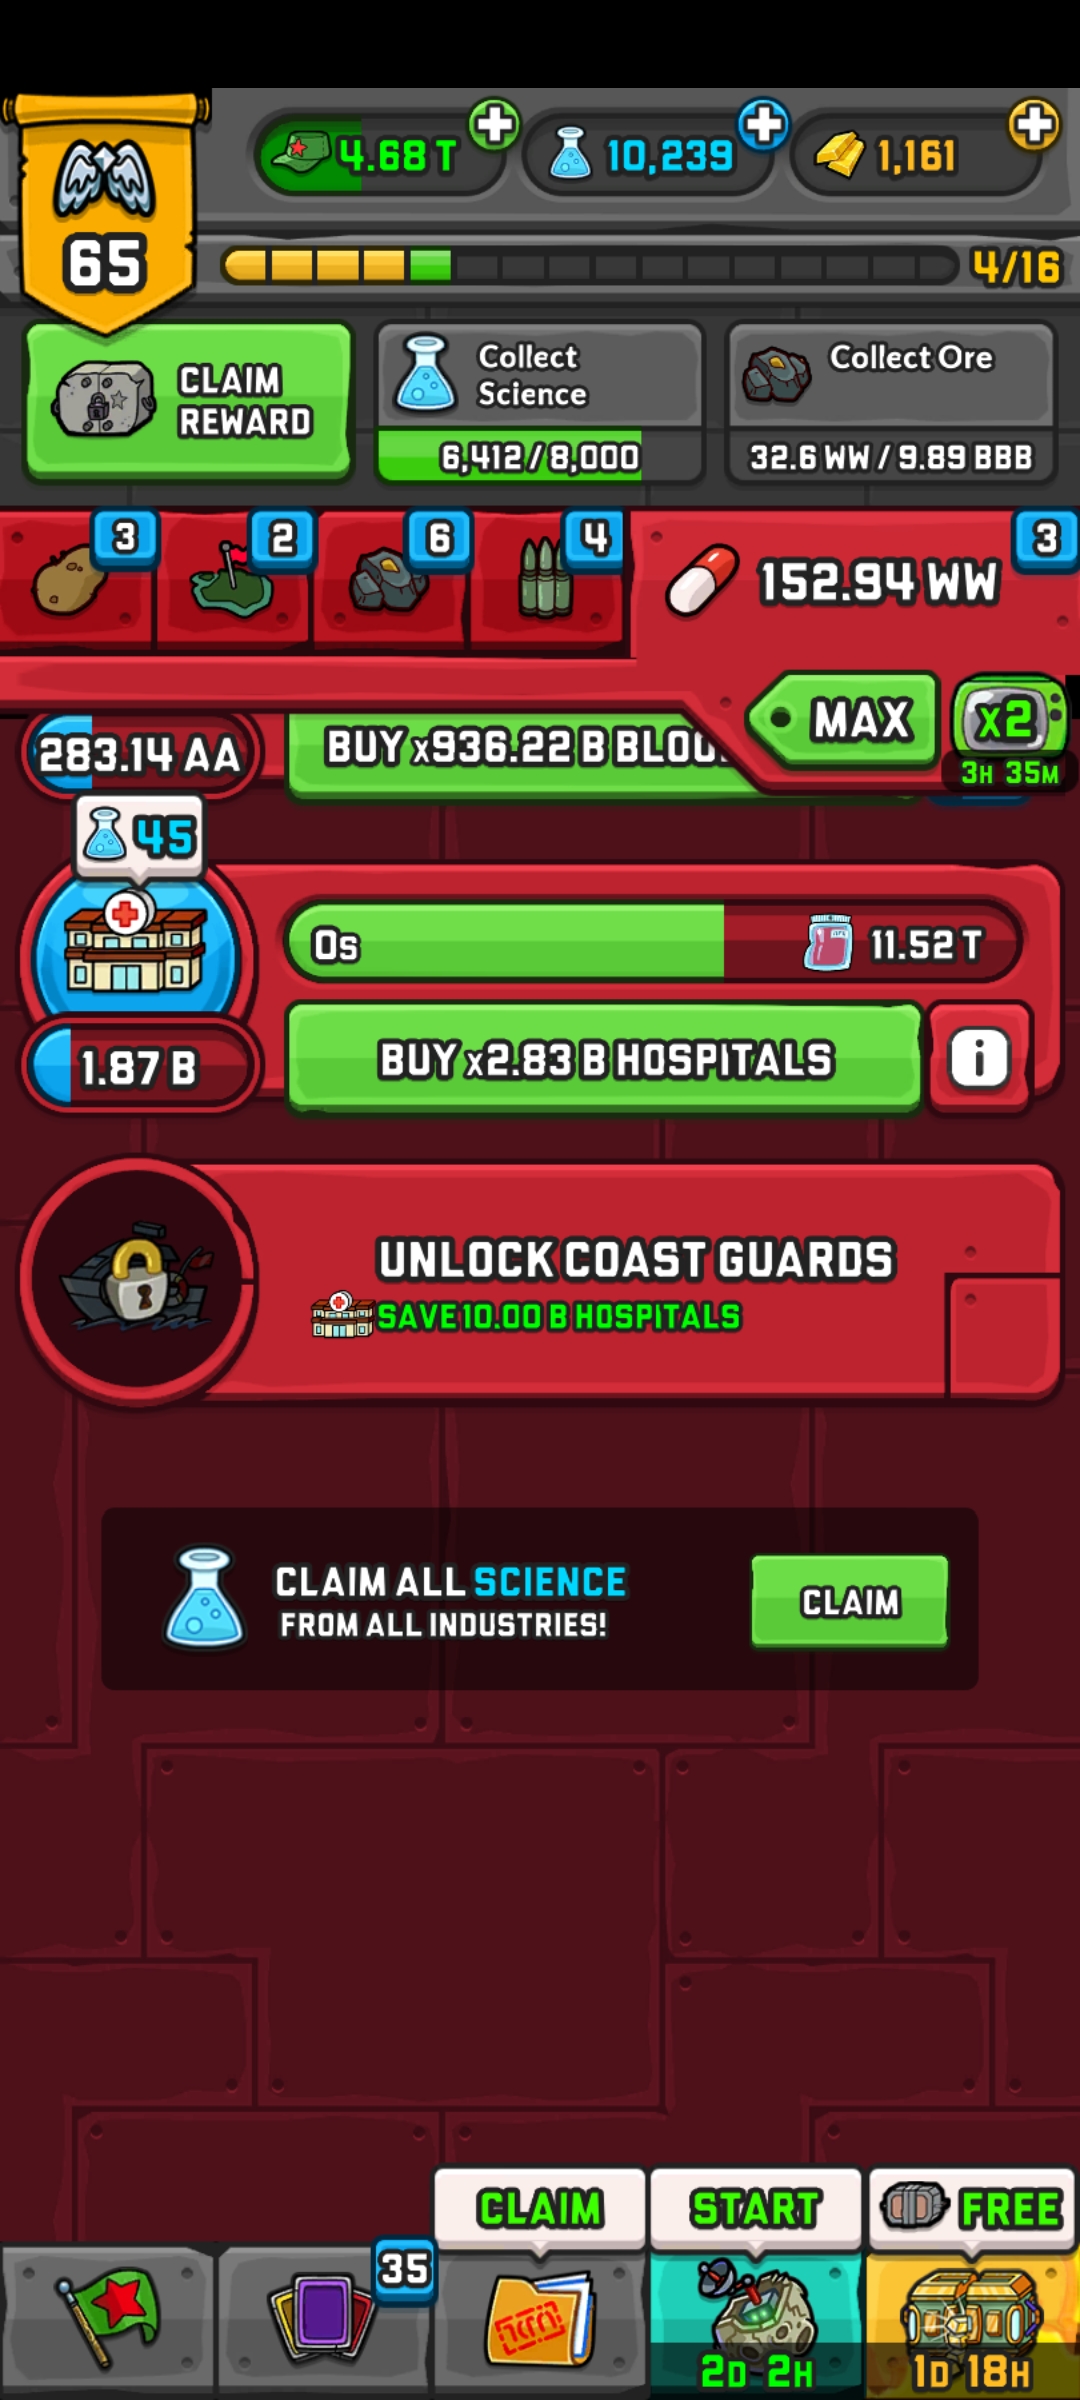 4.68 T
10,239
1,161
65
4/16
CLAIM
REWARD
Collect
Science
6,412 / 8,000
Collect Ore
32.6 WW / 9.89 BBB
3
2
6
4
3
152.94 WW
MAX
x2
3H 35M
283.14 AA
BUY x936.22 B
45
0s
11.52 T
1.87 B
BUY x2.83 B HOSPITALS
i
UNLOCK COAST GUARDS
SAVE 10.00 B HOSPITALS
CLAIM ALL SCIENCE
FROM ALL INDUSTRIES!
CLAIM
CLAIM
START
FREE
35
2D 2H
1D 18H